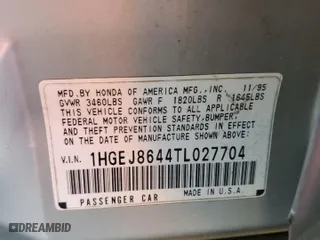 MFD. BY HONDA OF AMERICA MFG., INC. 11/95
GVWR 3460LBS GAWR F 1820LBS R 1645LBS
THIS VEHICLE CONFORMS TO ALL APPLICABLE
FEDERAL MOTOR VEHICLE SAFETY, BUMPER,
AND THEFT PREVENTION STANDARDS IN EFFECT ON
THE DATE OF MANUFACTURE SHOWN ABOVE.
V.I.N. 1HGEJ8644TL027704
PASSENGER CAR MADE IN U.S.A.
DREAMBID